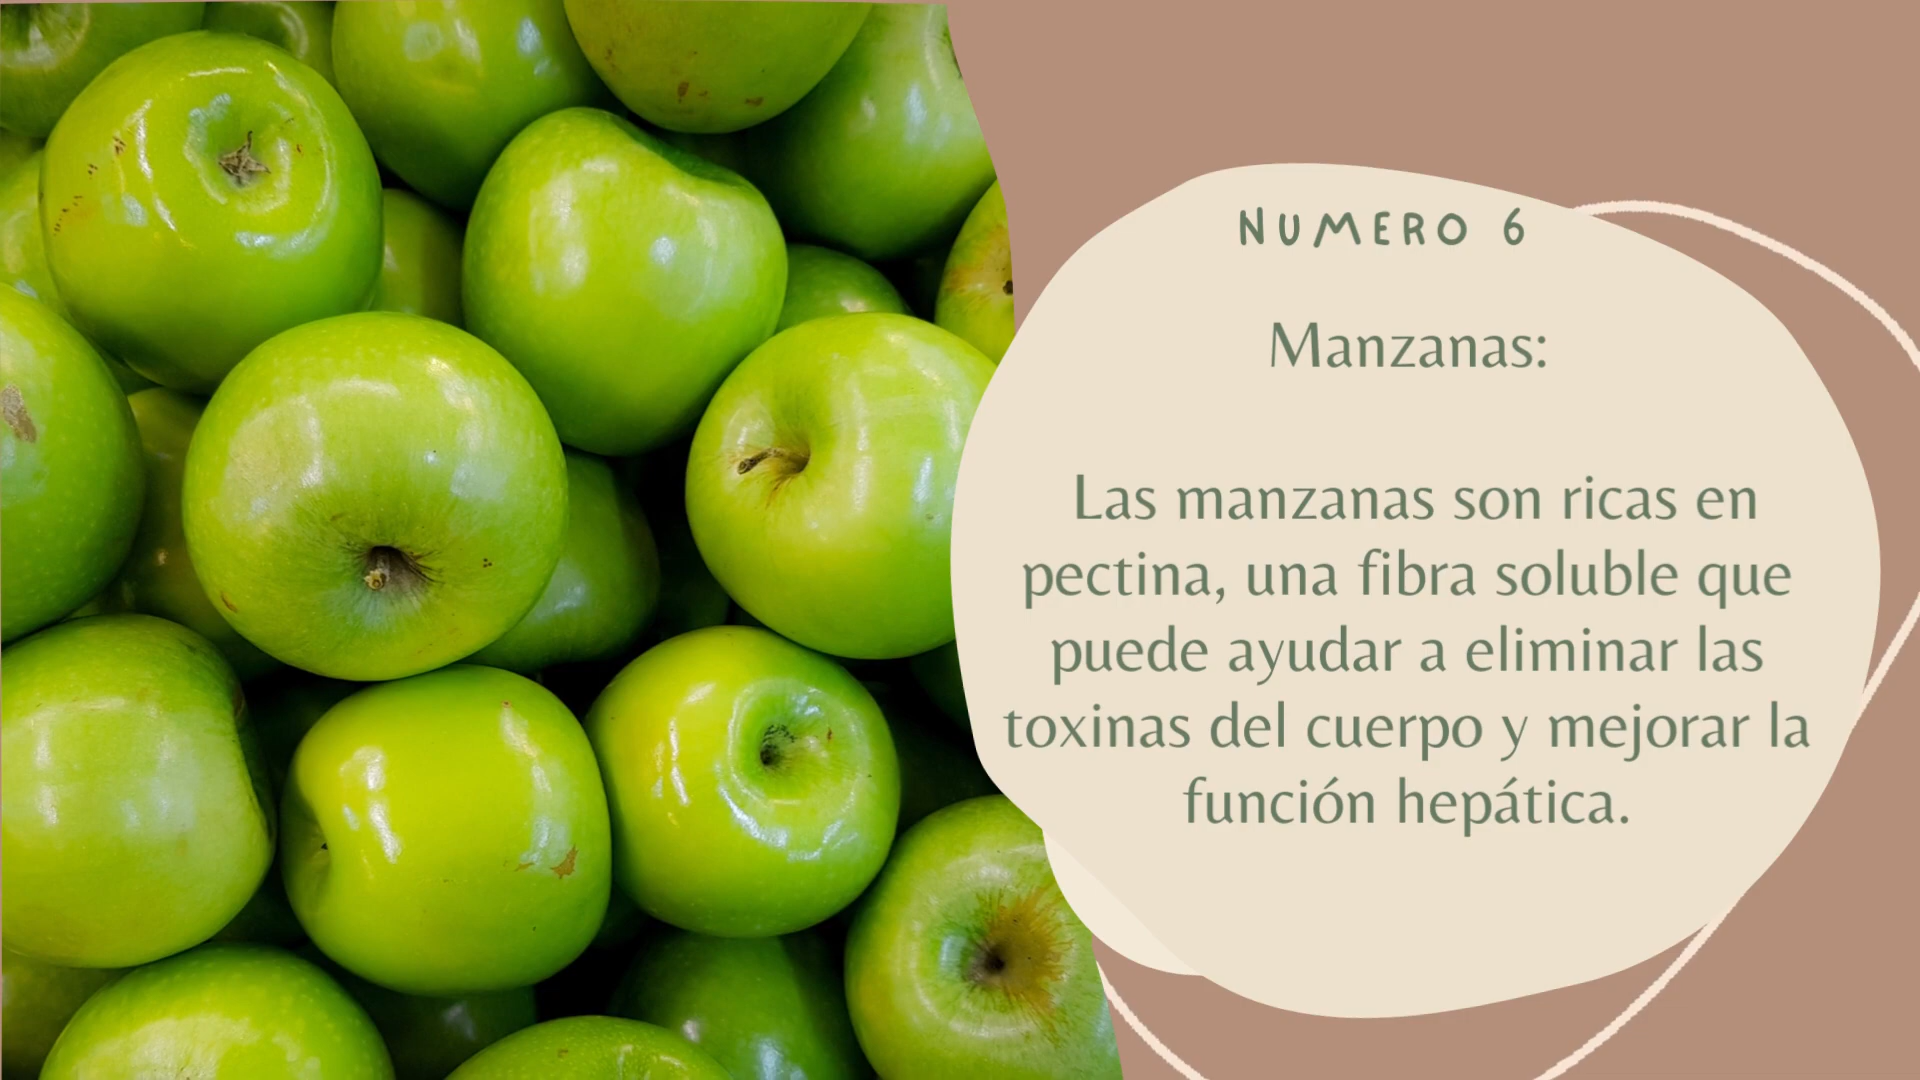 NUMERO 6
Manzanas:
Las manzanas son ricas en
pectina, una fibra soluble que
puede ayudar a eliminar las
toxinas del cuerpo y mejorar la
función hepática.